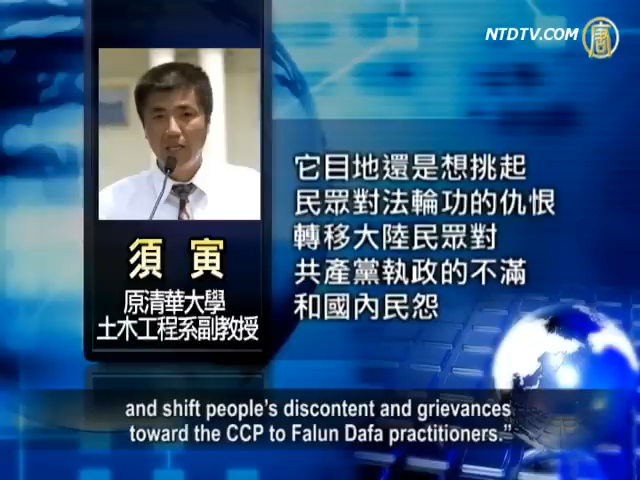 NTDTV.COM
唐
它目地還是想挑起
民眾對法輪功的仇恨
轉移大陸民眾對
共產黨執政的不滿
和國內民怨
須寅
原清華大學
土木工程系副教授
and shift people's discontent and grievances
toward the CCP to Falun Dafa practitioners."